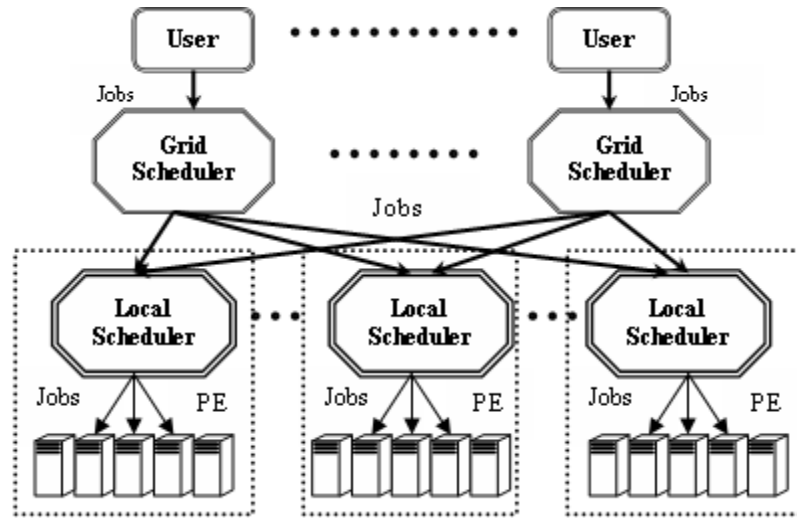 User
User
Jobs
Jobs
Grid
Scheduler
Grid
Scheduler
Jobs
Local
Scheduler
Local
Scheduler
Local
Scheduler
Jobs
PE
Jobs
PE
Jobs
PE